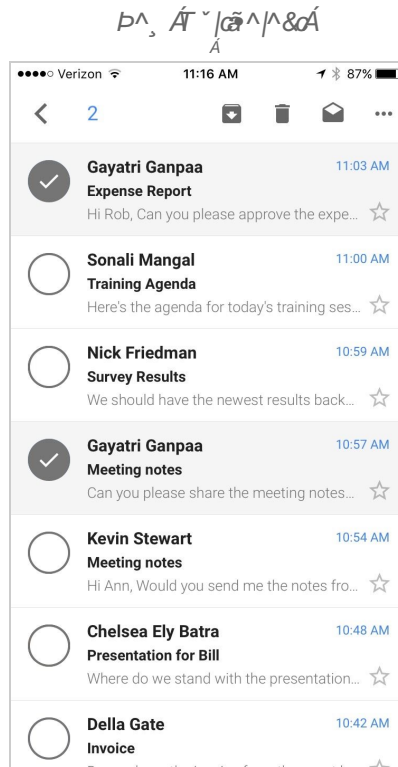 Verizon 11:16 AM 87%
2
Gayatri Ganpaa 11:03 AM
Expense Report
Hi Rob, Can you please approve the expe...
Sonali Mangal 11:00 AM
Training Agenda
Here's the agenda for today's training ses...
Nick Friedman 10:59 AM
Survey Results
We should have the newest results back...
Gayatri Ganpaa 10:57 AM
Meeting notes
Can you please share the meeting notes...
Kevin Stewart 10:54 AM
Meeting notes
Hi Ann, Would you send me the notes fro...
Chelsea Ely Batra 10:48 AM
Presentation for Bill
Where do we stand with the presentation...
Della Gate 10:42 AM
Invoice